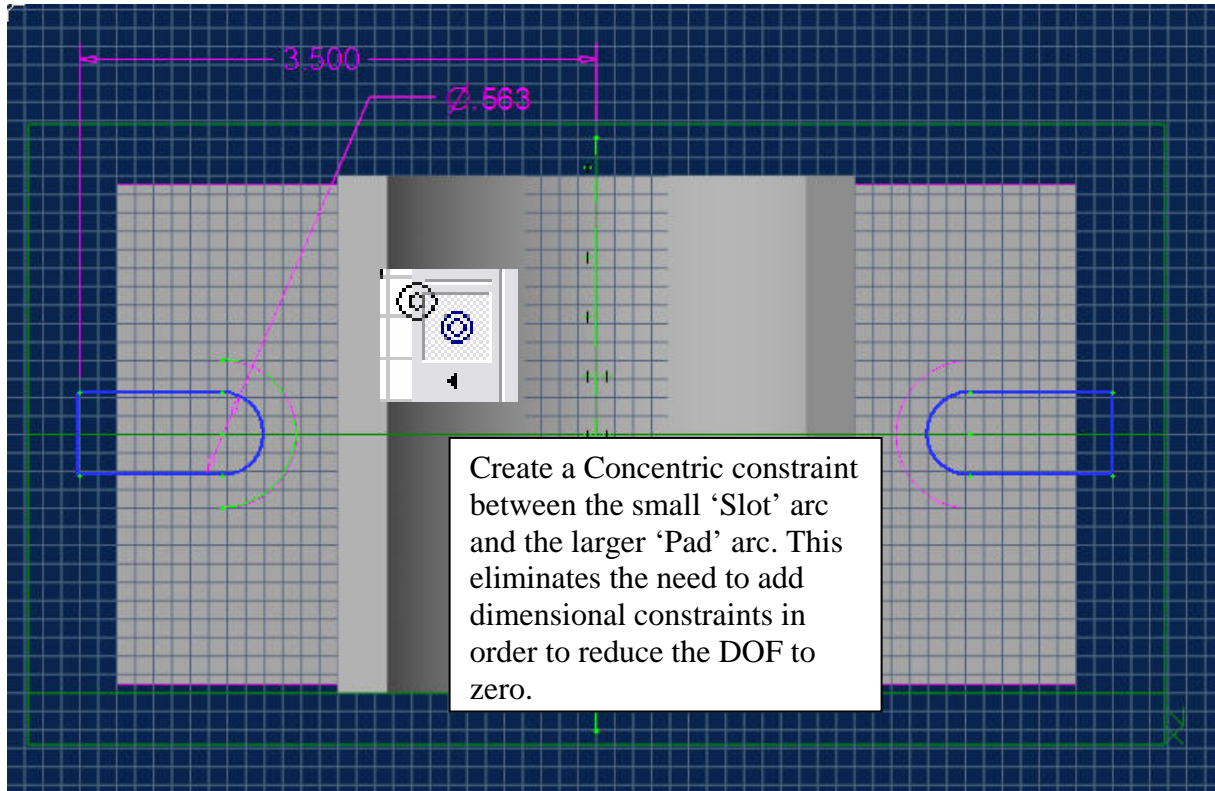 3.500
Ø.563
Create a Concentric constraint
between the small ‘Slot’ arc
and the larger ‘Pad’ arc. This
eliminates the need to add
dimensional constraints in
order to reduce the DOF to
zero.